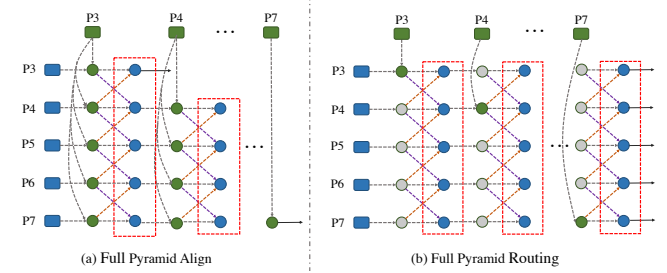 P3 P4 ... P7
P3
P4
P5
P6
P7
...
(a) Full Pyramid Align
P3 P4 ... P7
P3
P4
P5
P6
P7
...
(b) Full Pyramid Routing